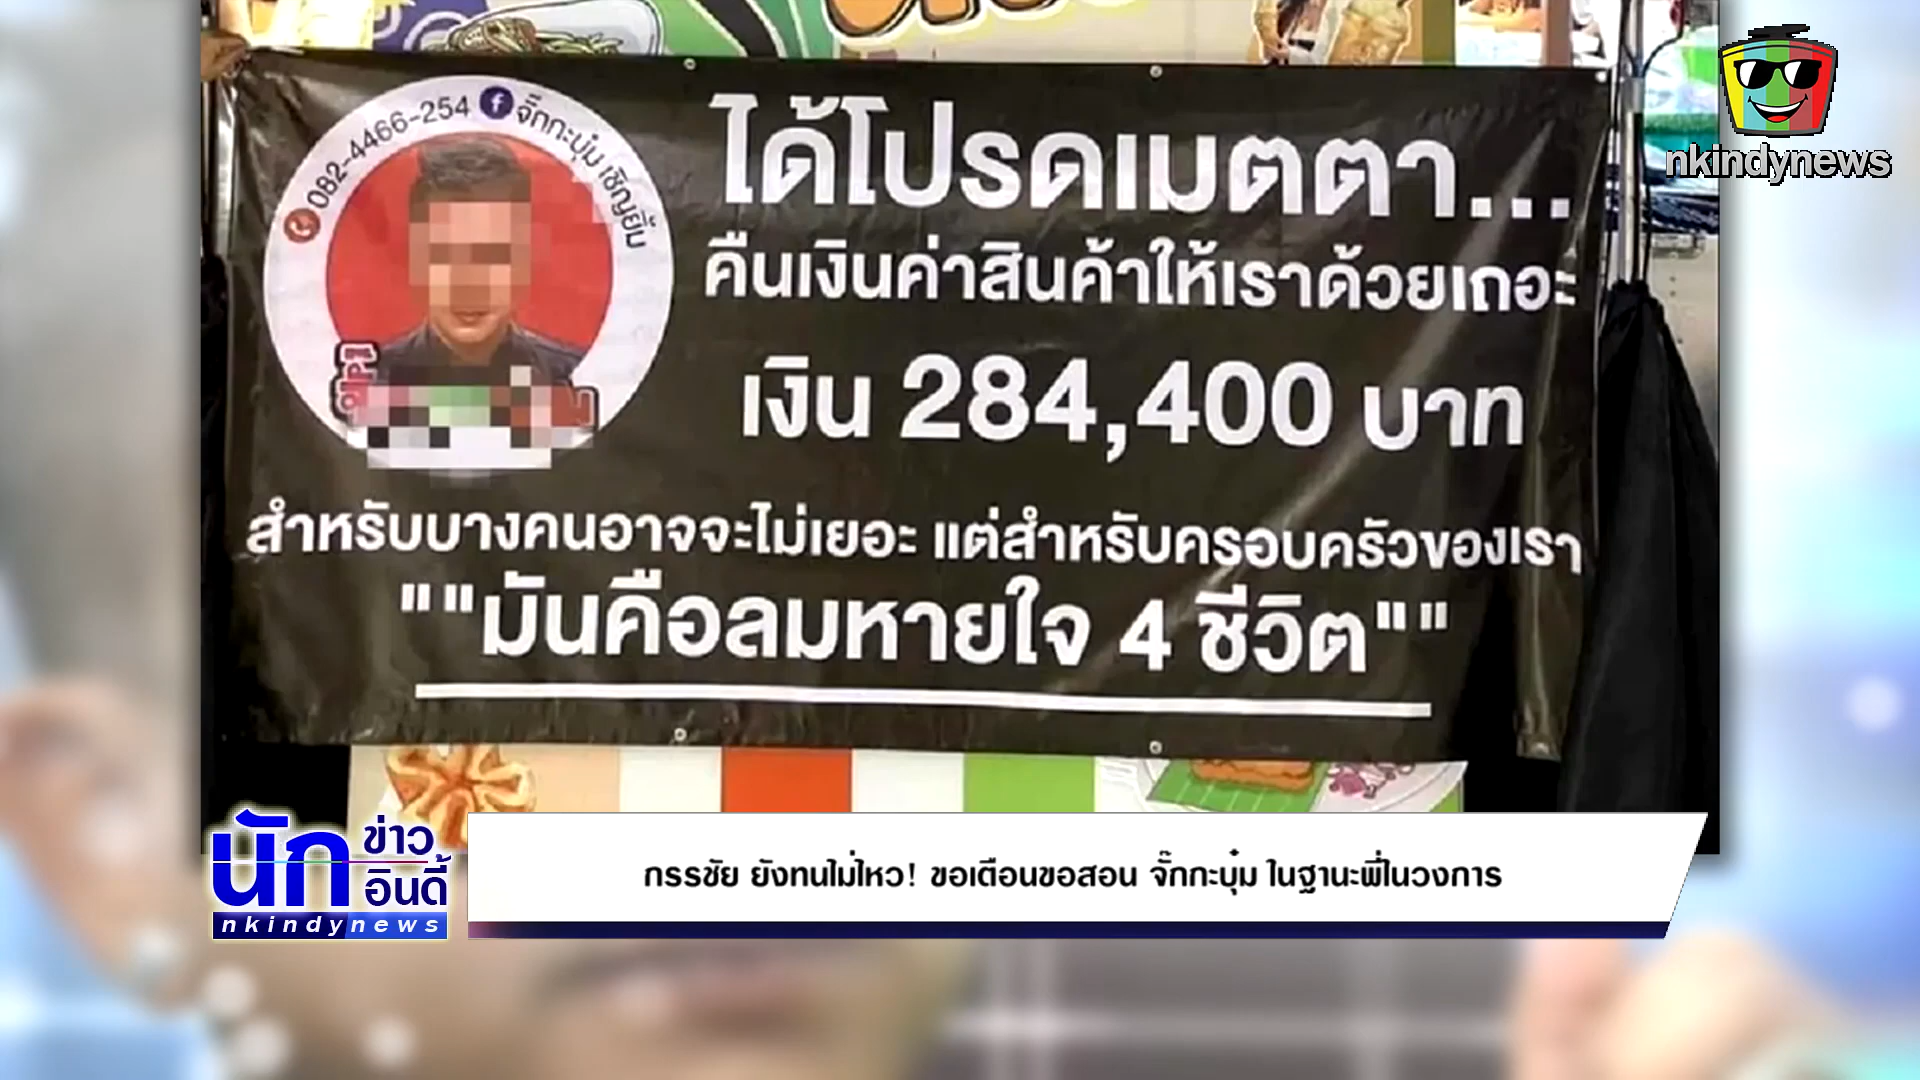 082-4466-254 f จั๊กกะบุ๋ม เชิญยิ้ม
ได้โปรดเมตตา...
คืนเงินค่าสินค้าให้เราด้วยเถอะ
เงิน 284,400 บาท
สำหรับบางคนอาจจะไม่เยอะ แต่สำหรับครอบครัวของเรา
""มันคือลมหายใจ 4 ชีวิต""
nkindynews
นักข่าวอินดี้
nkindynews
กรรชัย ยังทนไม่ไหว! ขอเตือนขอสอน จั๊กกะบุ๋ม ในฐานะพี่ในวงการ